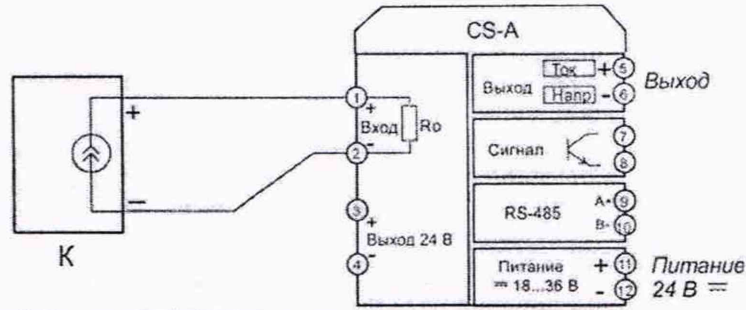 CS-A
1
+
Вход
Rо
-
2
3
+
Выход 24 В
4
-
+
−
К
Ток
+
5
Выход
Напр
-
6
Выход
Сигнал
7
8
RS-485
A+
9
B-
10
Питание
18...36 В
+
11
-
12
Питание
24 В